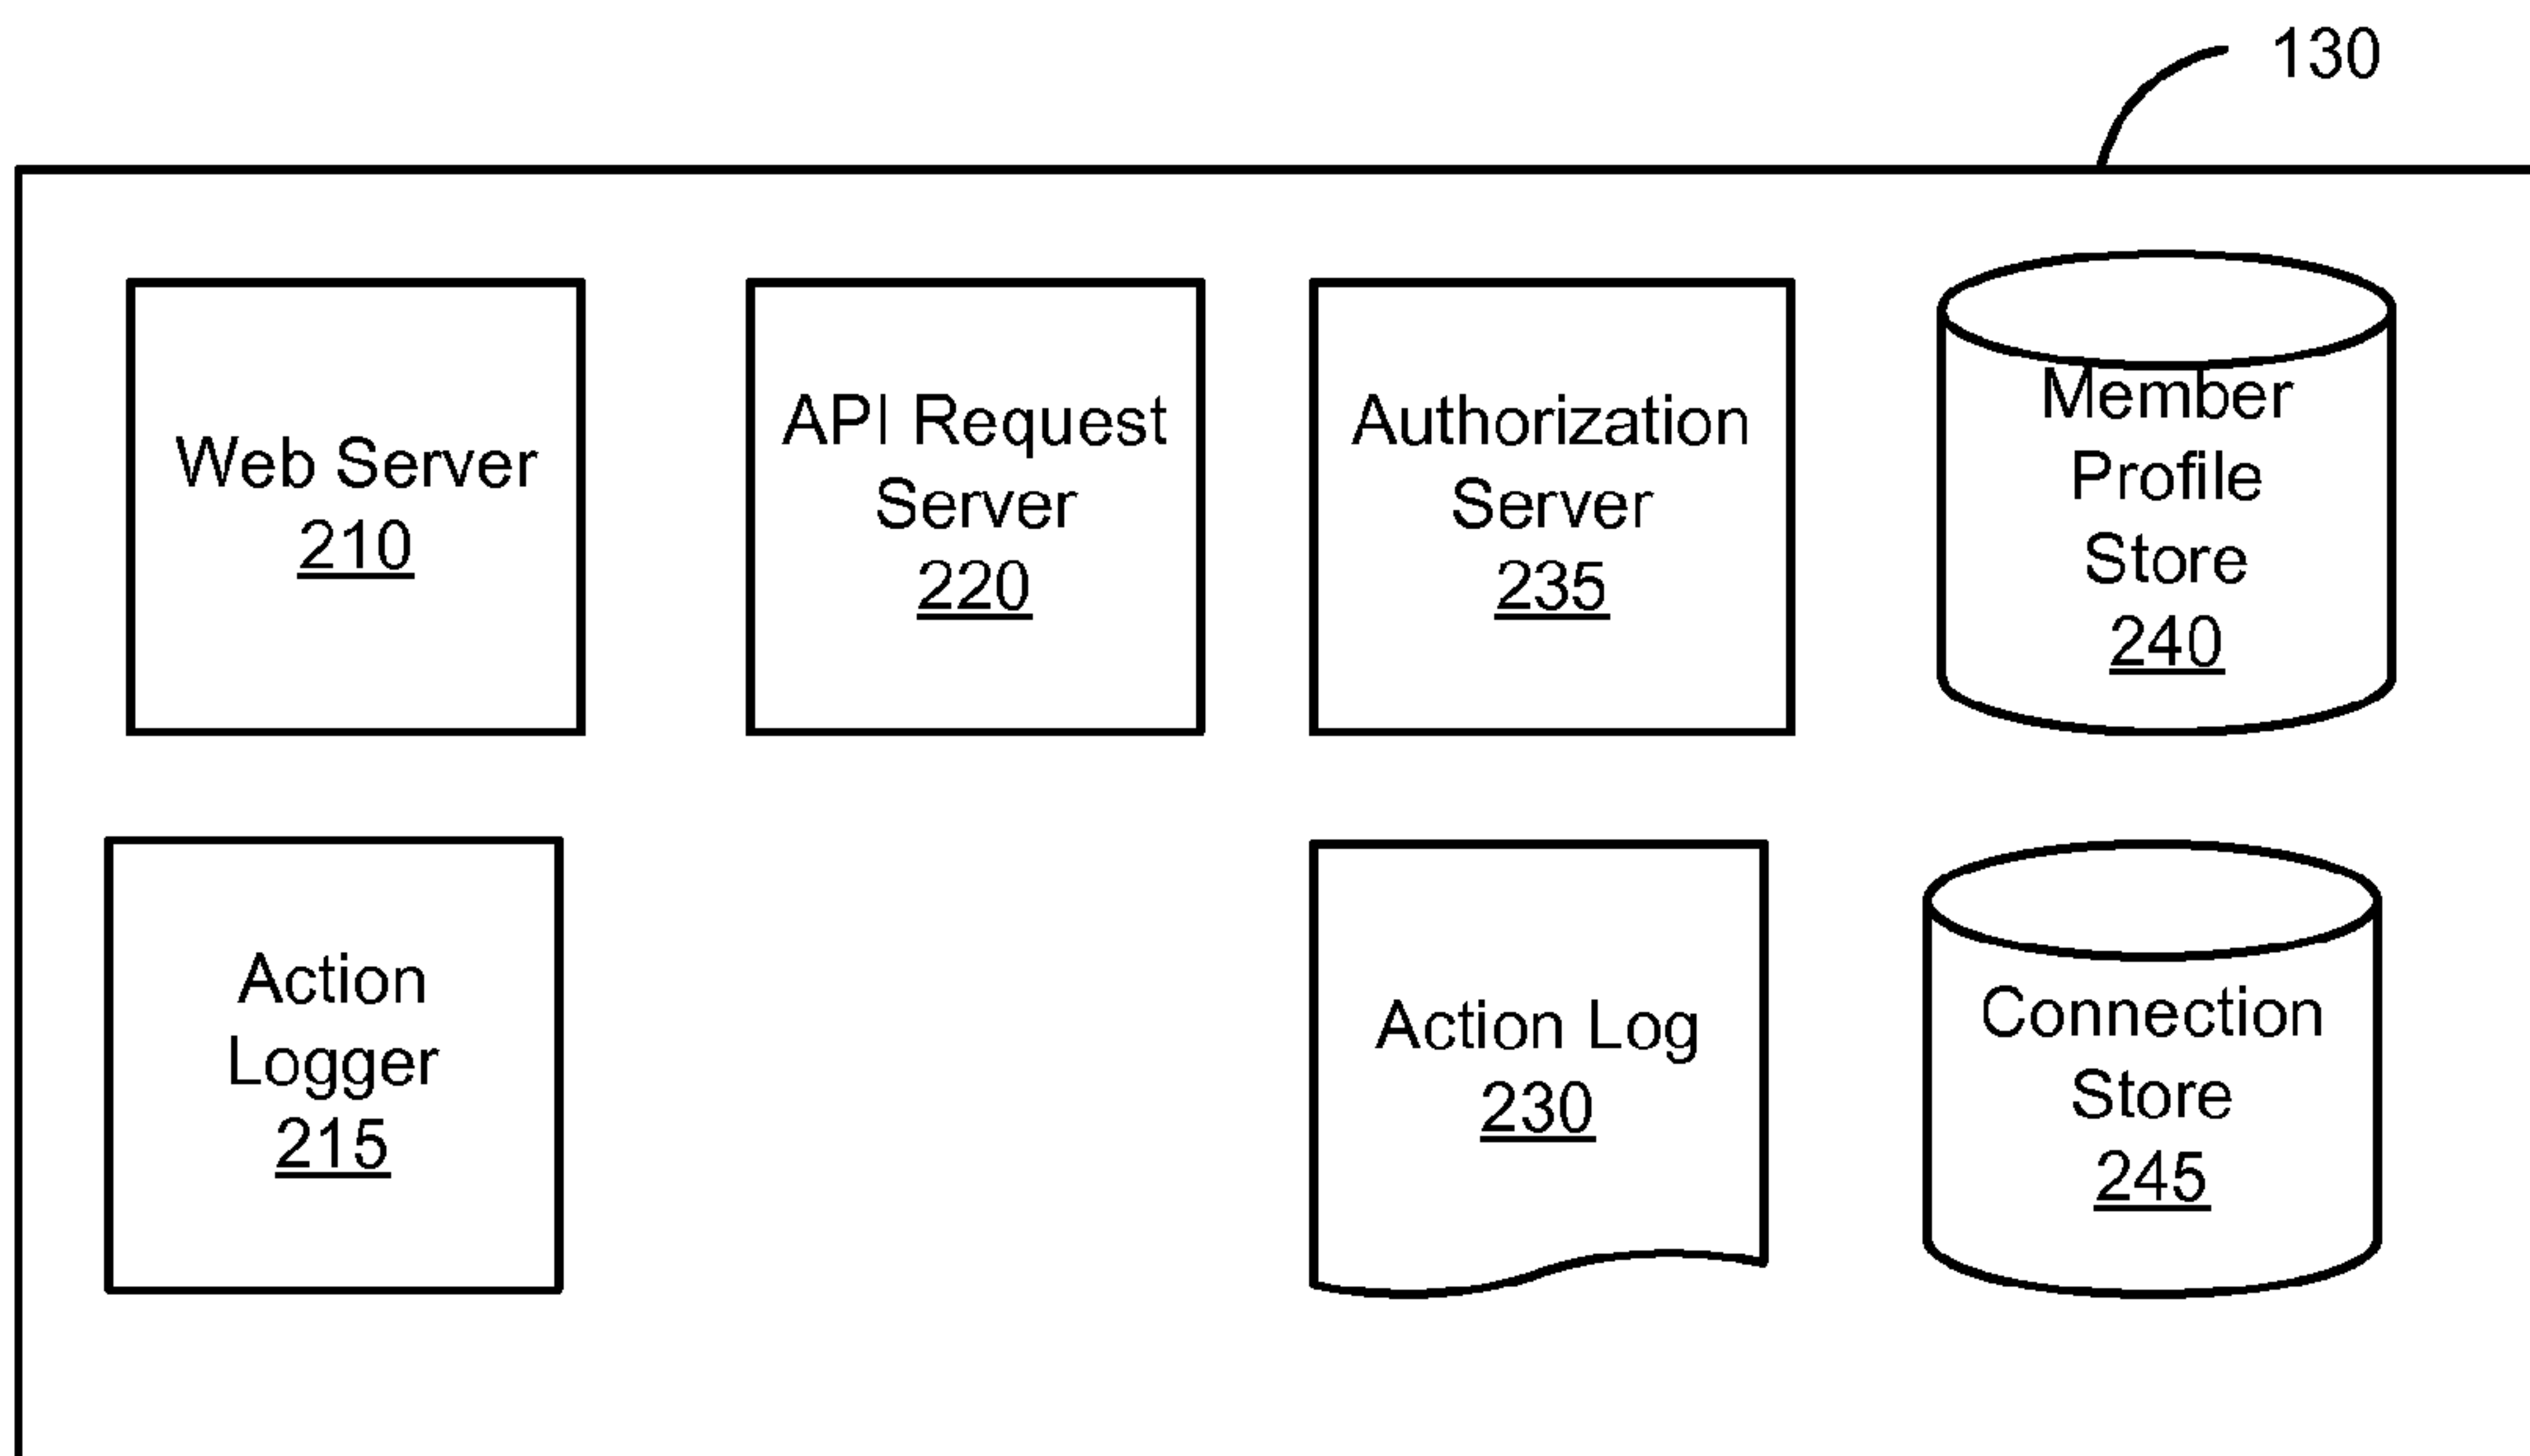 130
Web Server
210
API Request
Server
220
Authorization
Server
235
Member
Profile
Store
240
Action
Logger
215
Action Log
230
Connection
Store
245